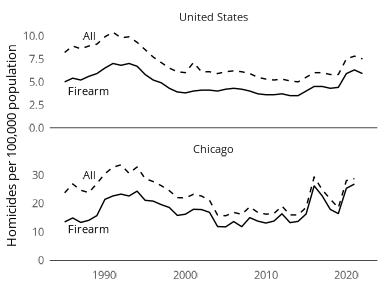 United States
Homicides per 100,000 population
10.0
7.5
5.0
2.5
0.0
All
Firearm
Chicago
30
20
10
0
All
Firearm
1990
2000
2010
2020